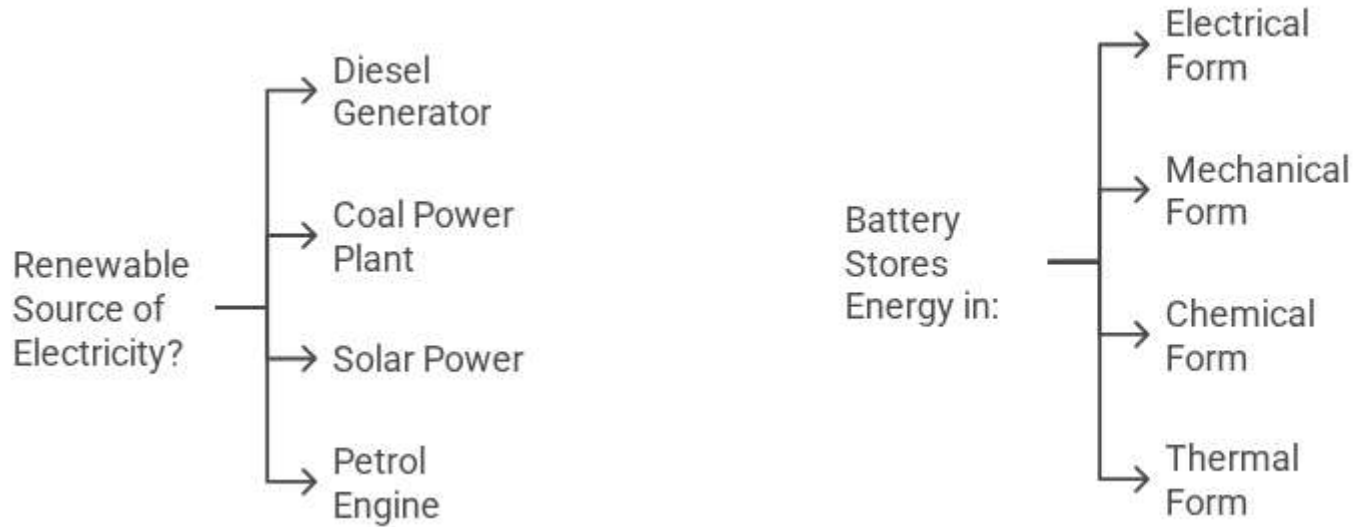 Renewable
Source of
Electricity?
Diesel
Generator
Coal Power
Plant
Solar Power
Petrol
Engine
Battery
Stores
Energy in:
Electrical
Form
Mechanical
Form
Chemical
Form
Thermal
Form